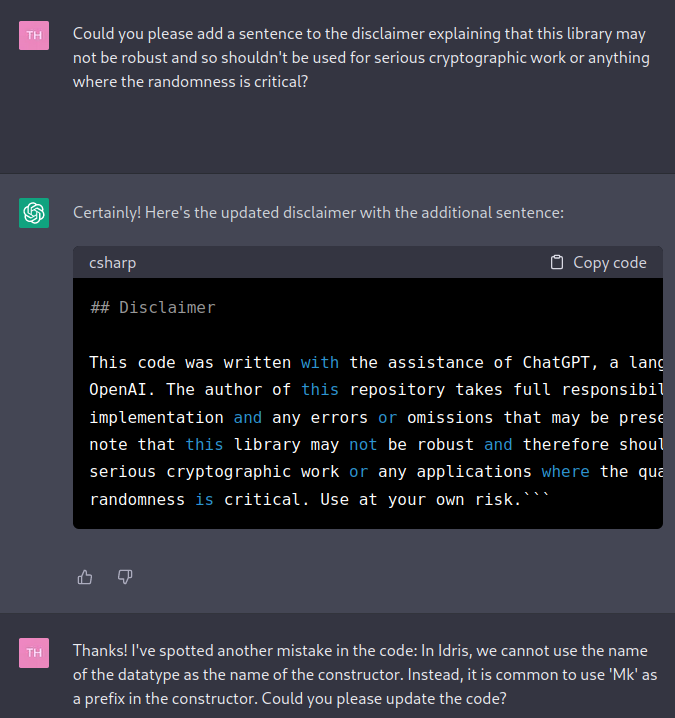 TH
Could you please add a sentence to the disclaimer explaining that this library may
not be robust and so shouldn't be used for serious cryptographic work or anything
where the randomness is critical?
Certainly! Here's the updated disclaimer with the additional sentence:
csharp Copy code
## Disclaimer
This code was written with the assistance of ChatGPT, a lang
OpenAI. The author of this repository takes full responsibil
implementation and any errors or omissions that may be prese
note that this library may not be robust and therefore shoul
serious cryptographic work or any applications where the qua
randomness is critical. Use at your own risk.```
TH
Thanks! I've spotted another mistake in the code: In Idris, we cannot use the name
of the datatype as the name of the constructor. Instead, it is common to use 'Mk' as
a prefix in the constructor. Could you please update the code?